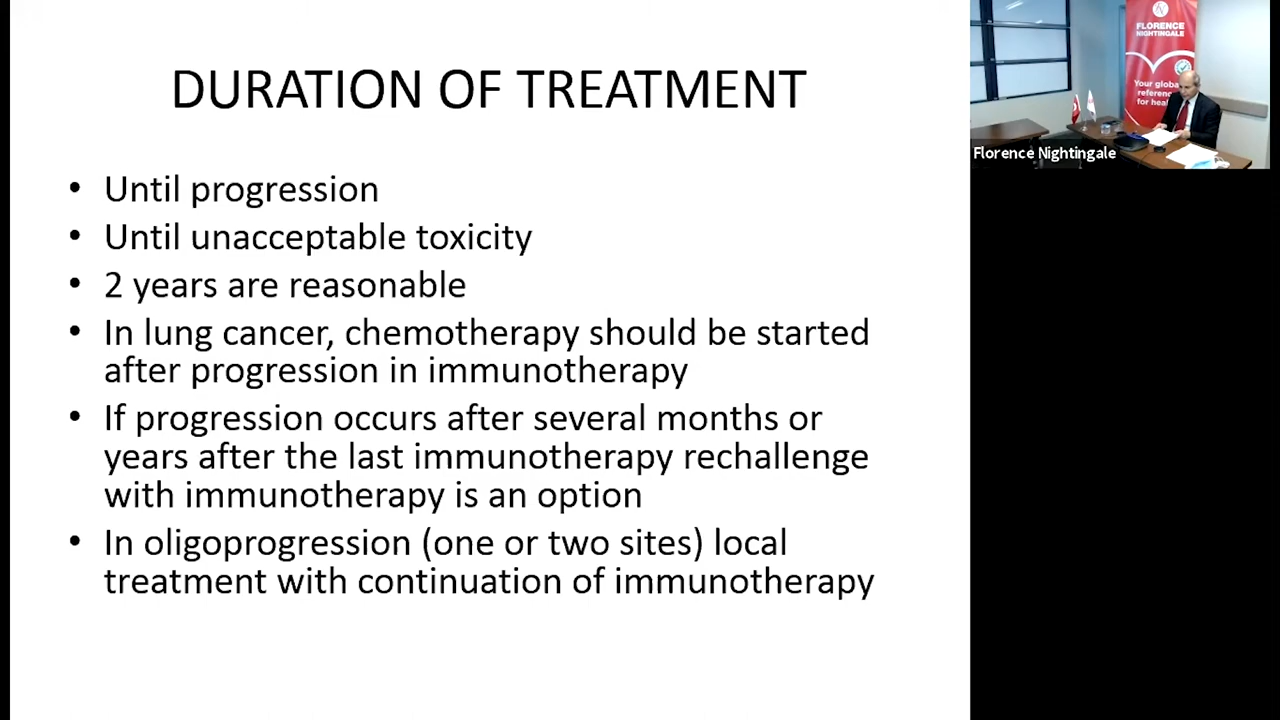 DURATION OF TREATMENT
• Until progression
• Until unacceptable toxicity
• 2 years are reasonable
• In lung cancer, chemotherapy should be started
after progression in immunotherapy
• If progression occurs after several months or
years after the last immunotherapy rechallenge
with immunotherapy is an option
• In oligoprogression (one or two sites) local
treatment with continuation of immunotherapy
FLORENCE
NIGHTINGALE
Your
for
Florence Nightingale